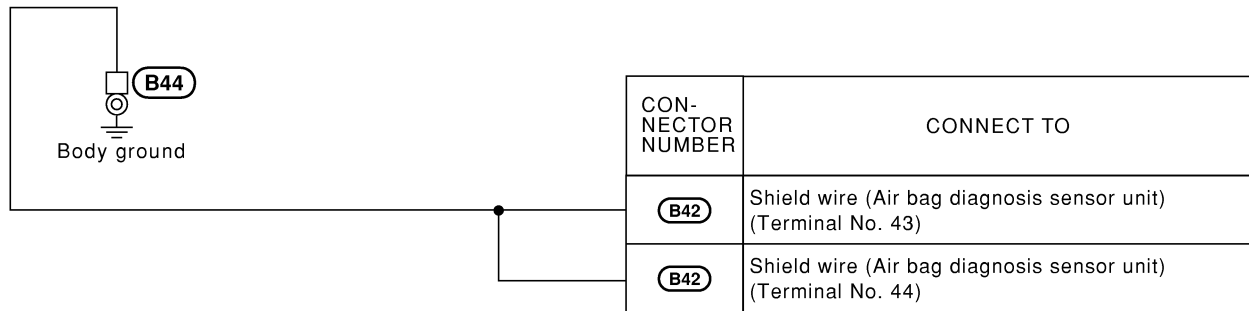 B44
Body ground
CON-
NECTOR
NUMBER
CONNECT TO
B42
Shield wire (Air bag diagnosis sensor unit)
(Terminal No. 43)
B42
Shield wire (Air bag diagnosis sensor unit)
(Terminal No. 44)